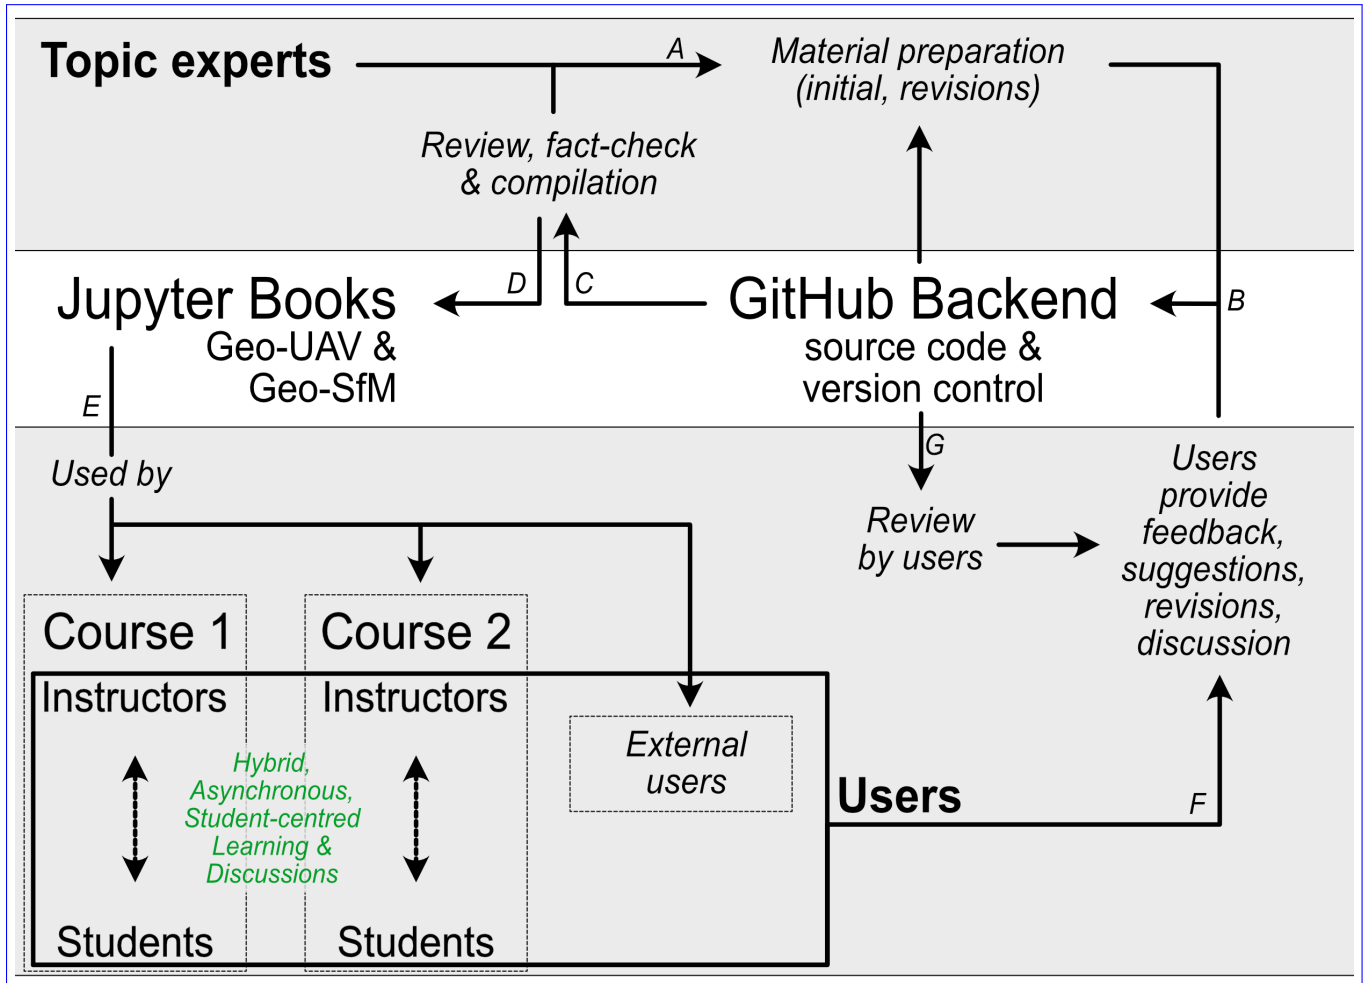 Topic experts
A
Material preparation
(initial, revisions)
Review, fact-check
& compilation
D
C
B
Jupyter Books
Geo-UAV &
Geo-SfM
GitHub Backend
source code &
version control
E
G
Used by
Review
by users
Users
provide
feedback,
suggestions,
revisions,
discussion
Course 1
Course 2
Instructors
Instructors
Hybrid,
Asynchronous,
Student-centred
Learning &
Discussions
External
users
Users
F
Students
Students